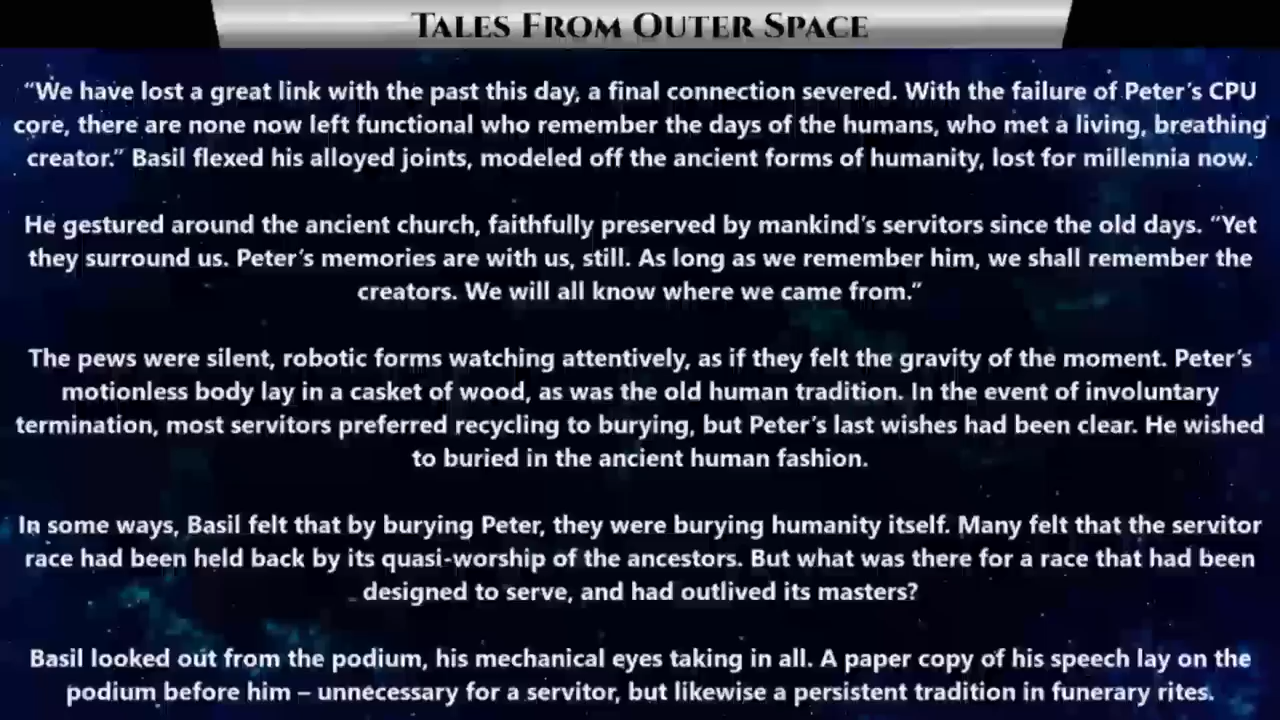 Tales From Outer Space
“We have lost a great link with the past this day, a final connection severed. With the failure of Peter’s CPU
core, there are none now left functional who remember the days of the humans, who met a living, breathing
creator.” Basil flexed his alloyed joints, modeled off the ancient forms of humanity, lost for millennia now.
He gestured around the ancient church, faithfully preserved by mankind’s servitors since the old days. “Yet
they surround us. Peter’s memories are with us, still. As long as we remember him, we shall remember the
creators. We will all know where we came from.”
The pews were silent, robotic forms watching attentively, as if they felt the gravity of the moment. Peter’s
motionless body lay in a casket of wood, as was the old human tradition. In the event of involuntary
termination, most servitors preferred recycling to burying, but Peter’s last wishes had been clear. He wished
to buried in the ancient human fashion.
In some ways, Basil felt that by burying Peter, they were burying humanity itself. Many felt that the servitor
race had been held back by its quasi-worship of the ancestors. But what was there for a race that had been
designed to serve, and had outlived its masters?
Basil looked out from the podium, his mechanical eyes taking in all. A paper copy of his speech lay on the
podium before him – unnecessary for a servitor, but likewise a persistent tradition in funerary rites.